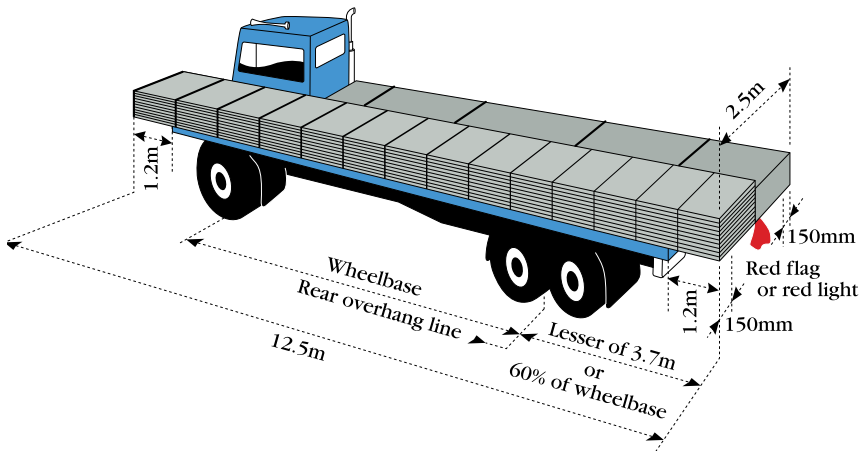 2.5m
1.2m
150mm
Red flag
or red light
1.2m
150mm
Wheelbase
Rear overhang line
12.5m
Lesser of 3.7m
or
60% of wheelbase